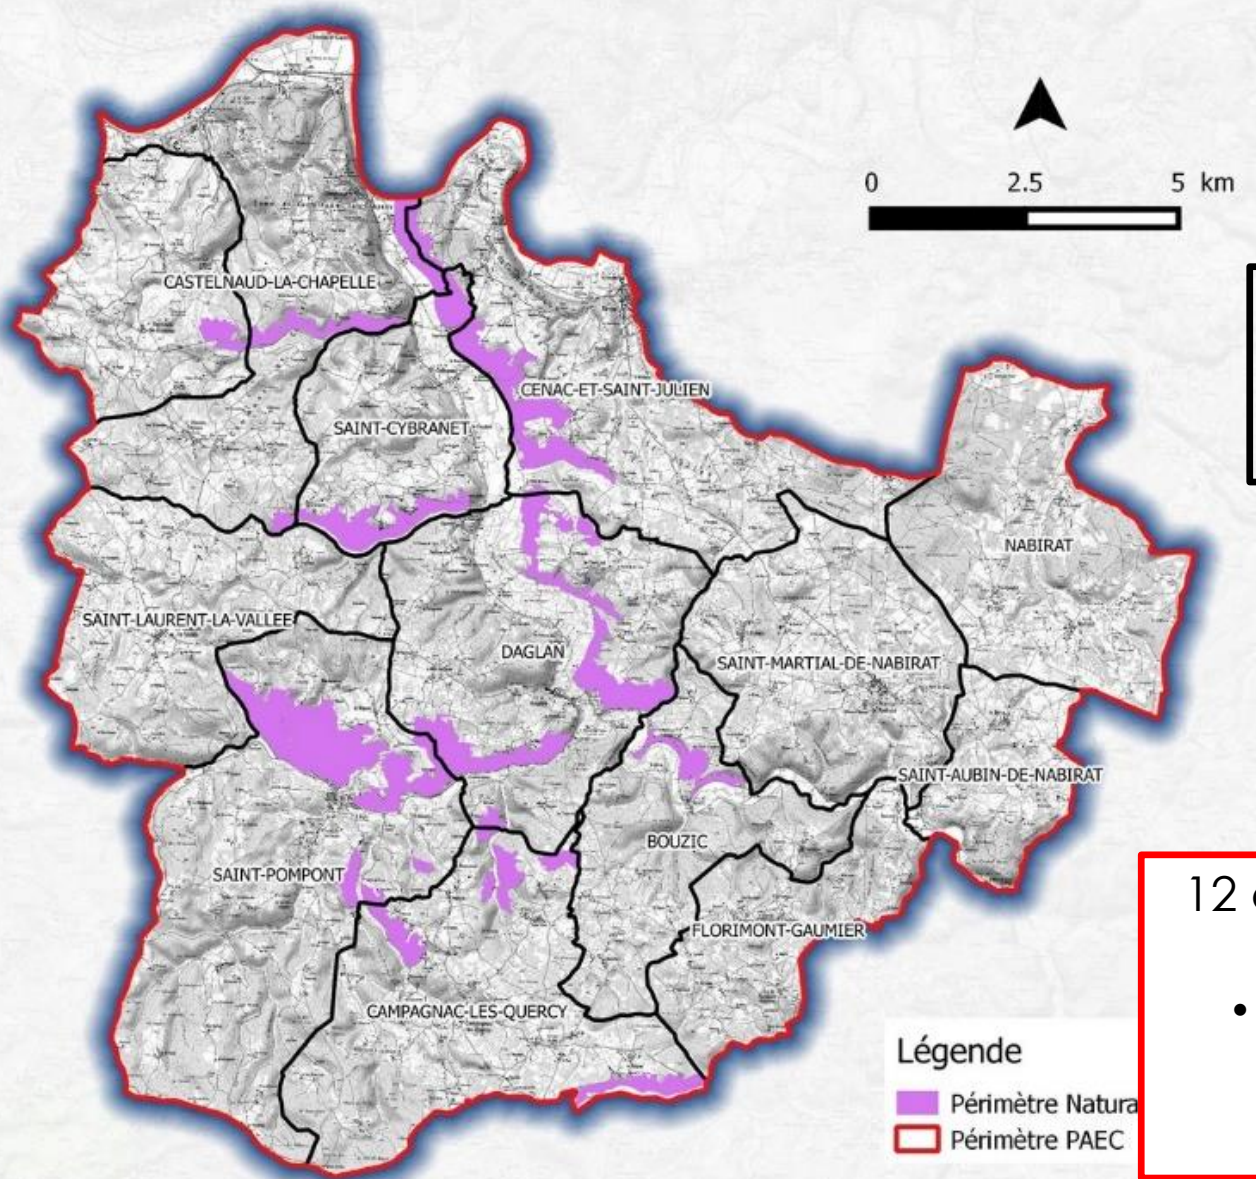 0 2.5 5 km
CASTELNAUD-LA-CHAPELLE
CENAC-ET-SAINT-JULIEN
SAINT-CYBRANET
NABIRAT
SAINT-LAURENT-LA-VALLEE
DAGLAN
SAINT-MARTIAL-DE-NABIRAT
SAINT-AUBIN-DE-NABIRAT
BOUZIC
SAINT-POMPONT
12
FLORIMONT-GAUMIER
CAMPAGNAC-LES-QUERCY
•
Légende
Périmètre Natura
Périmètre PAEC